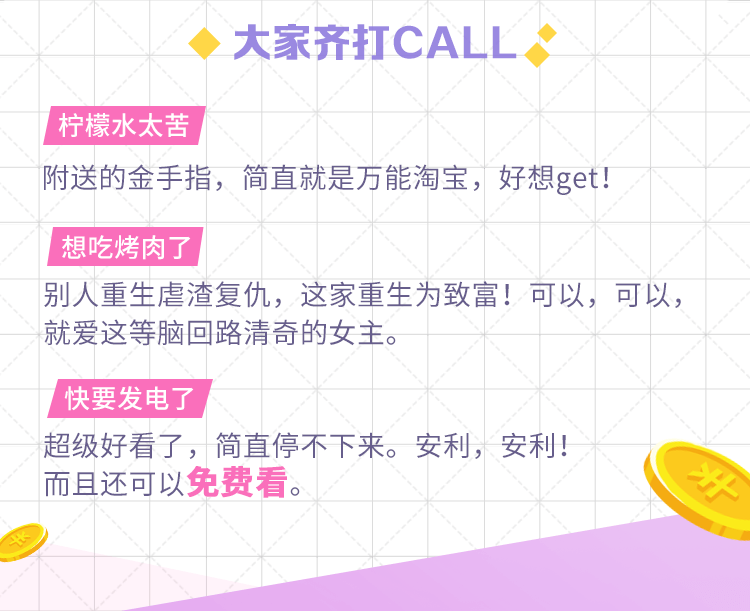 大家齐打CALL
柠檬水太苦
附送的金手指，简直就是万能淘宝，好想get！
想吃烤肉了
别人重生虐渣复仇，这家重生为致富！可以，可以，
就爱这等脑回路清奇的女主。
快要发电了
超级好看了，简直停不下来。安利，安利！
而且还可以免费看。